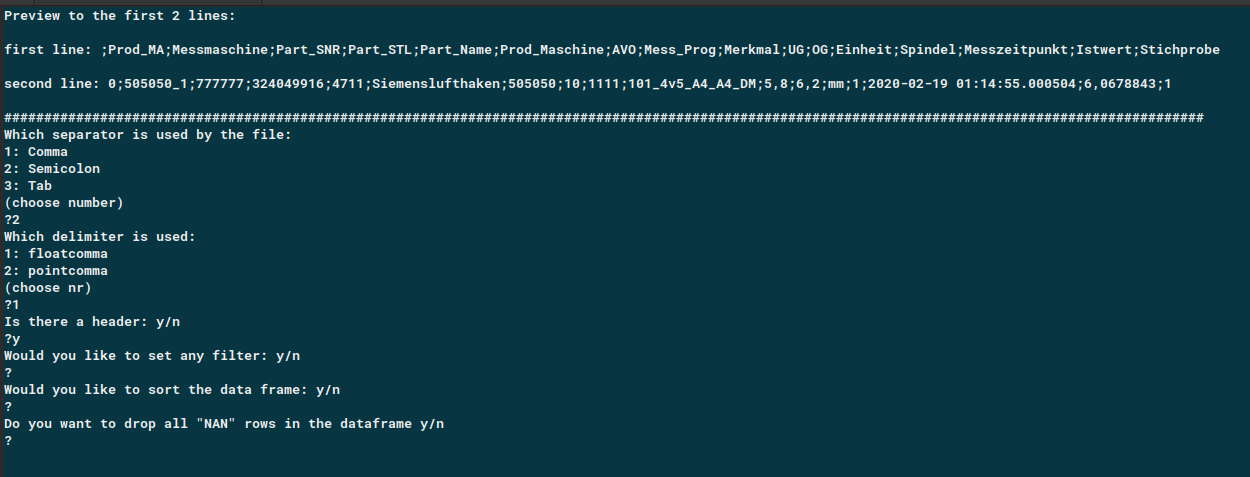 Preview to the first 2 lines:
first line: ;Prod_MA;Messmaschine;Part_SNR;Part_STL;Part_Name;Prod_Maschine;AVO;Mess_Prog;Merkmal;UG;OG;Einheit;Spindel;Messzeitpunkt;Istwert;Stichprobe
second line: 0;505050_1;777777;324049916;4711;Siemenslufthaken;505050;10;1111;101_4v5_A4_A4_DM;5,8;6,2;mm;1;2020-02-19 01:14:55.000504;6,0678843;1
######################################################################################################################################################
Which separator is used by the file:
1: Comma
2: Semicolon
3: Tab
(choose number)
?2
Which delimiter is used:
1: floatcomma
2: pointcomma
(choose nr)
?1
Is there a header: y/n
?y
Would you like to set any filter: y/n
?
Would you like to sort the data frame: y/n
?
Do you want to drop all "NAN" rows in the dataframe y/n
?